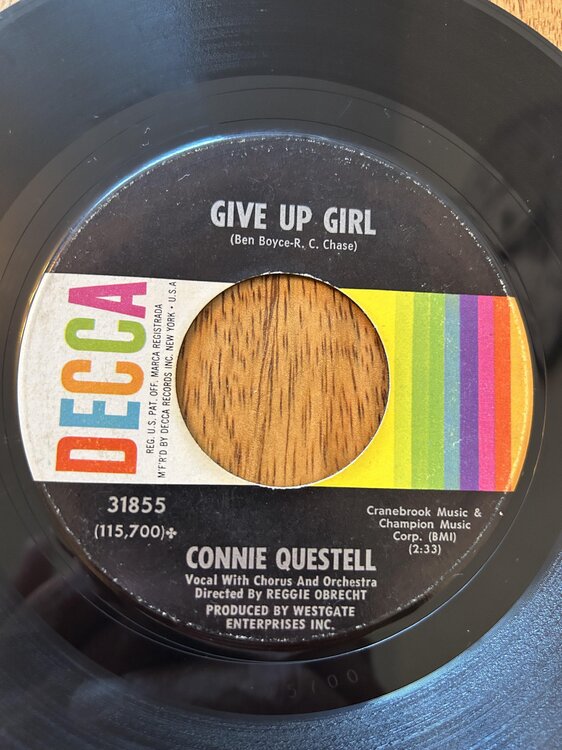 GIVE UP GIRL
(Ben Boyce-R. C. Chase)
DECCA
REG. U.S. PAT. OFF. MARCA REGISTRADA
M'F'R'D BY DECCA RECORDS INC. NEW YORK • U.S.A
31855
(115,700)✤
Cranebrook Music &
Champion Music
Corp. (BMI)
(2:33)
CONNIE QUESTELL
Vocal With Chorus And Orchestra
Directed By REGGIE OBRECHT
PRODUCED BY WESTGATE
ENTERPRISES INC.